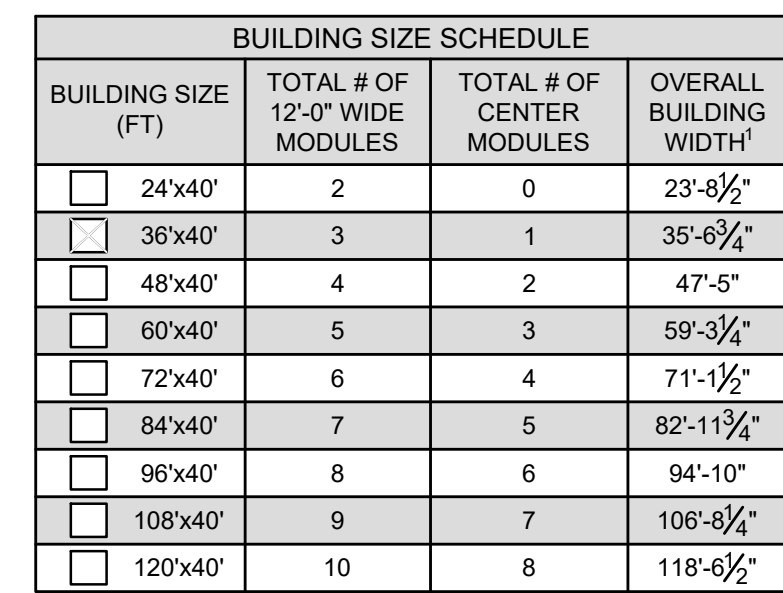 BUILDING SIZE SCHEDULE
BUILDING SIZE (FT) TOTAL # OF 12'-0" WIDE MODULES TOTAL # OF CENTER MODULES OVERALL BUILDING WIDTH¹
24'x40' 2 0 23'-8½"
36'x40' 3 1 35'-6¾"
48'x40' 4 2 47'-5"
60'x40' 5 3 59'-3¼"
72'x40' 6 4 71'-1½"
84'x40' 7 5 82'-11¾"
96'x40' 8 6 94'-10"
108'x40' 9 7 106'-8¼"
120'x40' 10 8 118'-6½"